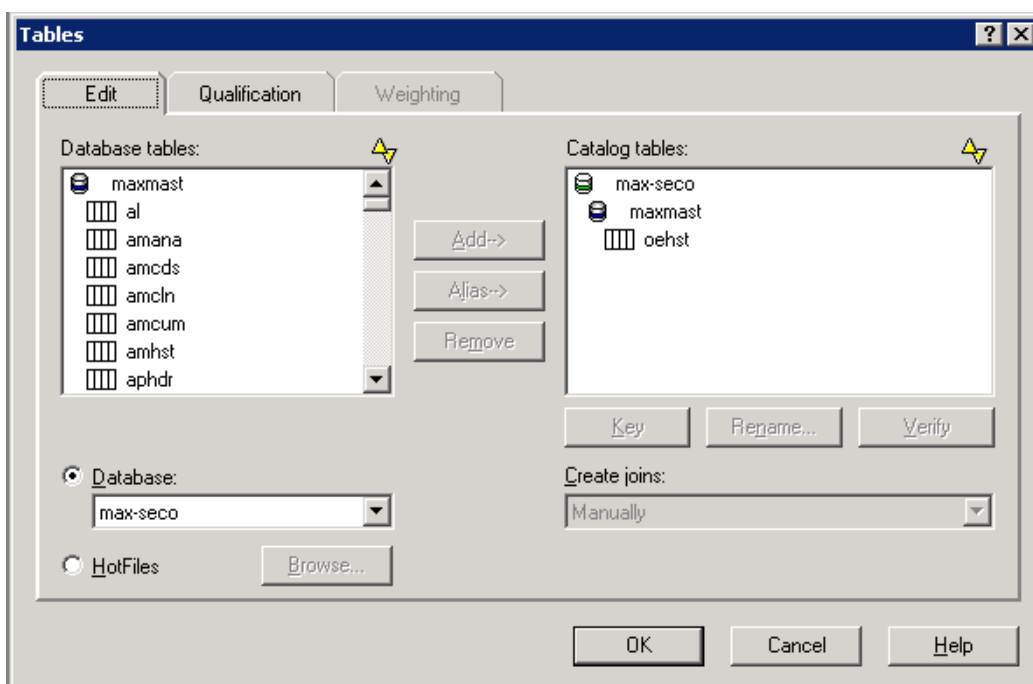 Tables
Edit
Qualification
Weighting
Database tables:
maxmast
al
amana
amcds
amcln
amcum
amhst
aphdr
Add-->
Alias-->
Remove
Catalog tables:
max-seco
maxmast
oehst
Key
Rename...
Verify
Database:
max-seco
HotFiles
Browse...
Create joins:
Manually
OK
Cancel
Help